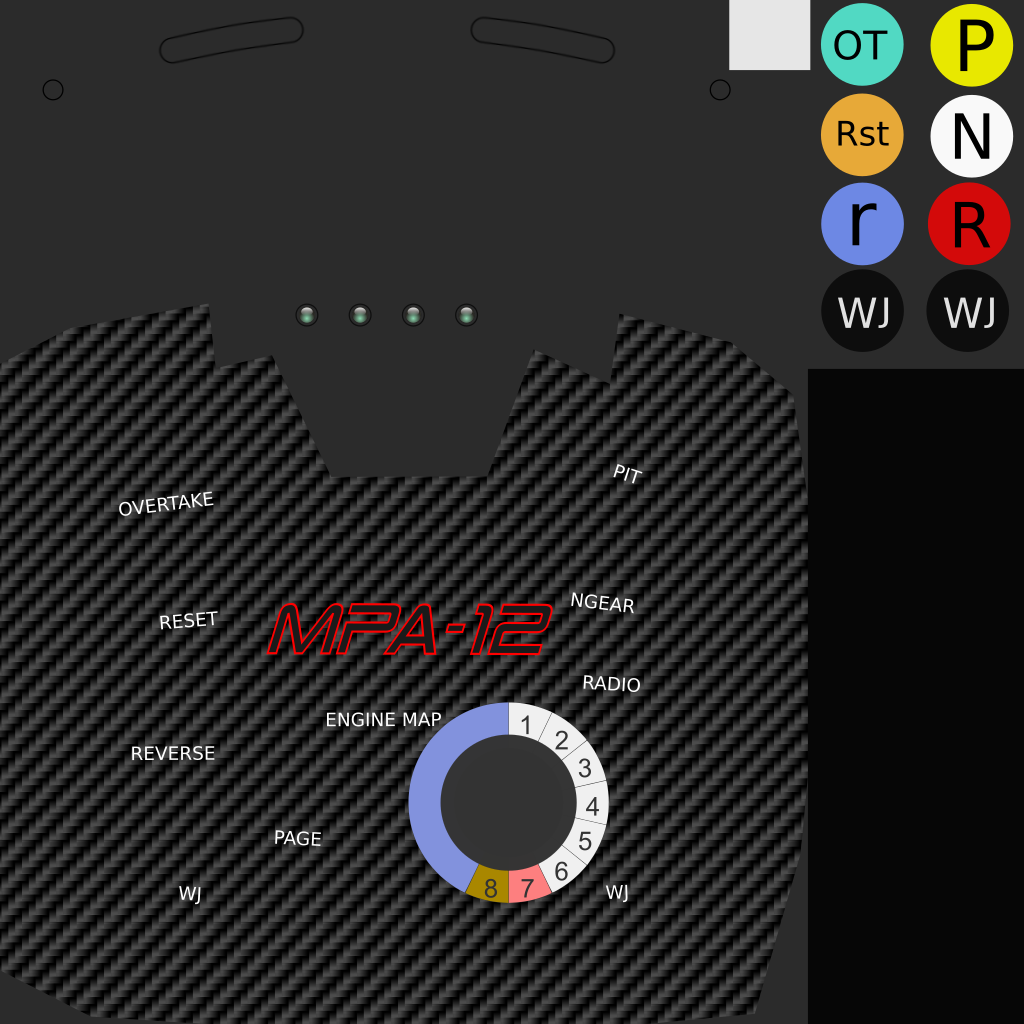 OT
P
Rst
N
r
R
WJ
WJ
PIT
OVERTAKE
NGEAR
RESET
MPA-12
RADIO
ENGINE MAP
1
2
REVERSE
3
4
PAGE
5
6
7
8
WJ
WJ